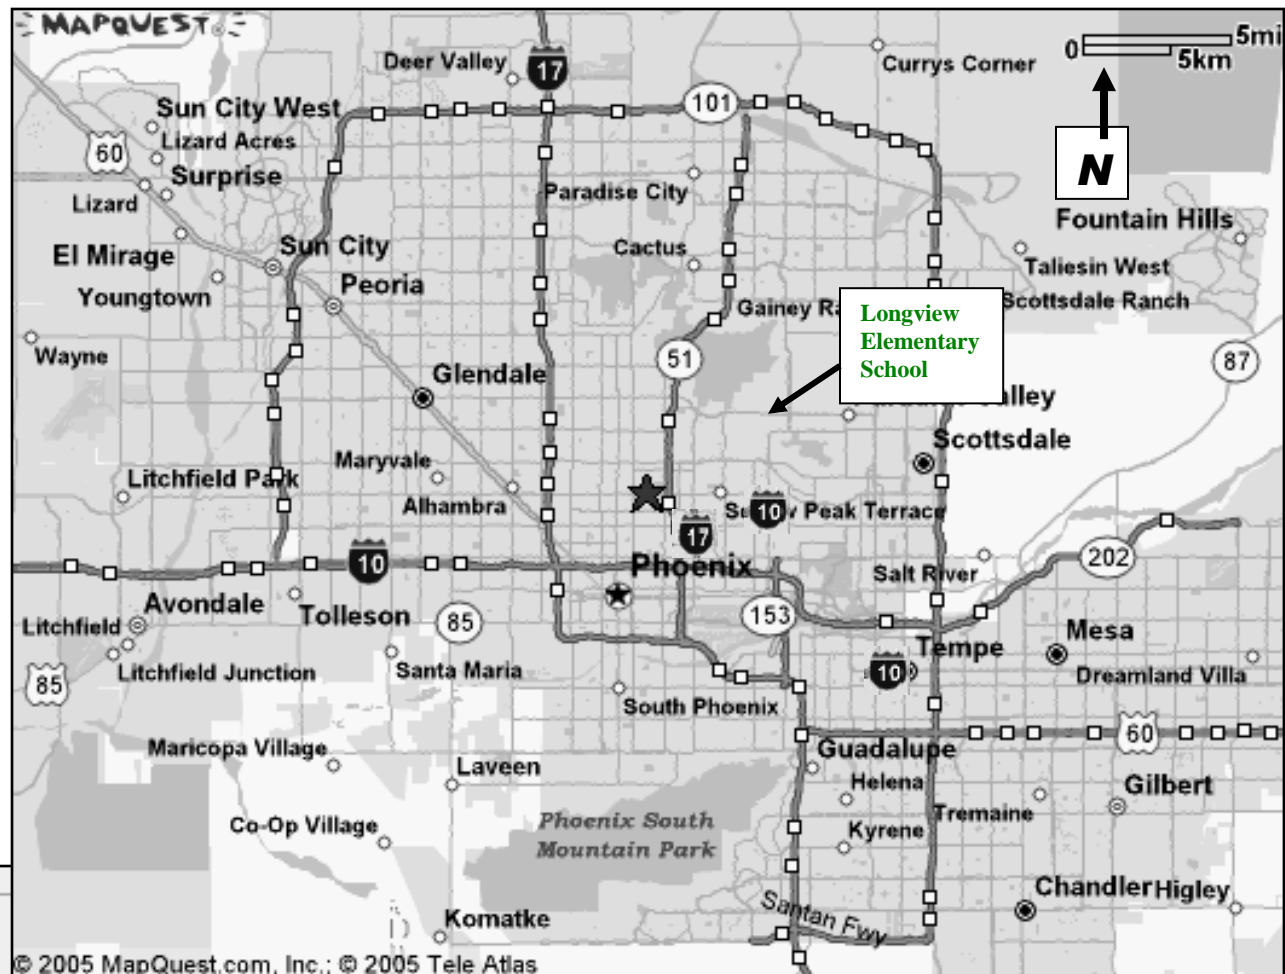 MAPQUEST
Deer Valley
17
Currys Corner
0
5mi
5km
N
Sun City West
101
Lizard Acres
60
Surprise
Lizard
Paradise City
Fountain Hills
El Mirage
Sun City
Cactus
Taliesin West
Youngtown
Peoria
Gainey Ra
Scottsdale Ranch
Longview
Elementary
School
Wayne
51
87
Glendale
Valley
Scottsdale
Maryvale
Litchfield Park
Alhambra
10
Peak Terrace
17
10
Phoenix
202
Salt River
Avondale
Tolleson
85
153
Litchfield
Tempe
Mesa
Litchfield Junction
85
Santa Maria
10
Dreamland Villa
South Phoenix
Maricopa Village
Guadalupe
60
Laveen
Helena
Gilbert
Tremaine
Co-Op Village
Phoenix South
Mountain Park
Kyrene
Chandler
Higley
Komatke
Santan Fwy
© 2005 MapQuest.com, Inc.; © 2005 Tele Atlas